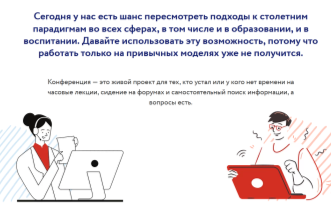 Сегодня у нас есть шанс пересмотреть подходы к столетним
парадигмам во всех сферах, в том числе и в образовании, и в
воспитании. Давайте использовать эту возможность, потому что
работать только на привычных моделях уже не получится.
Конференция — это живой проект для тех, кто устал или у кого нет времени на
часовые лекции, сидение на форумах и самостоятельный поиск информации, а
вопросы есть.